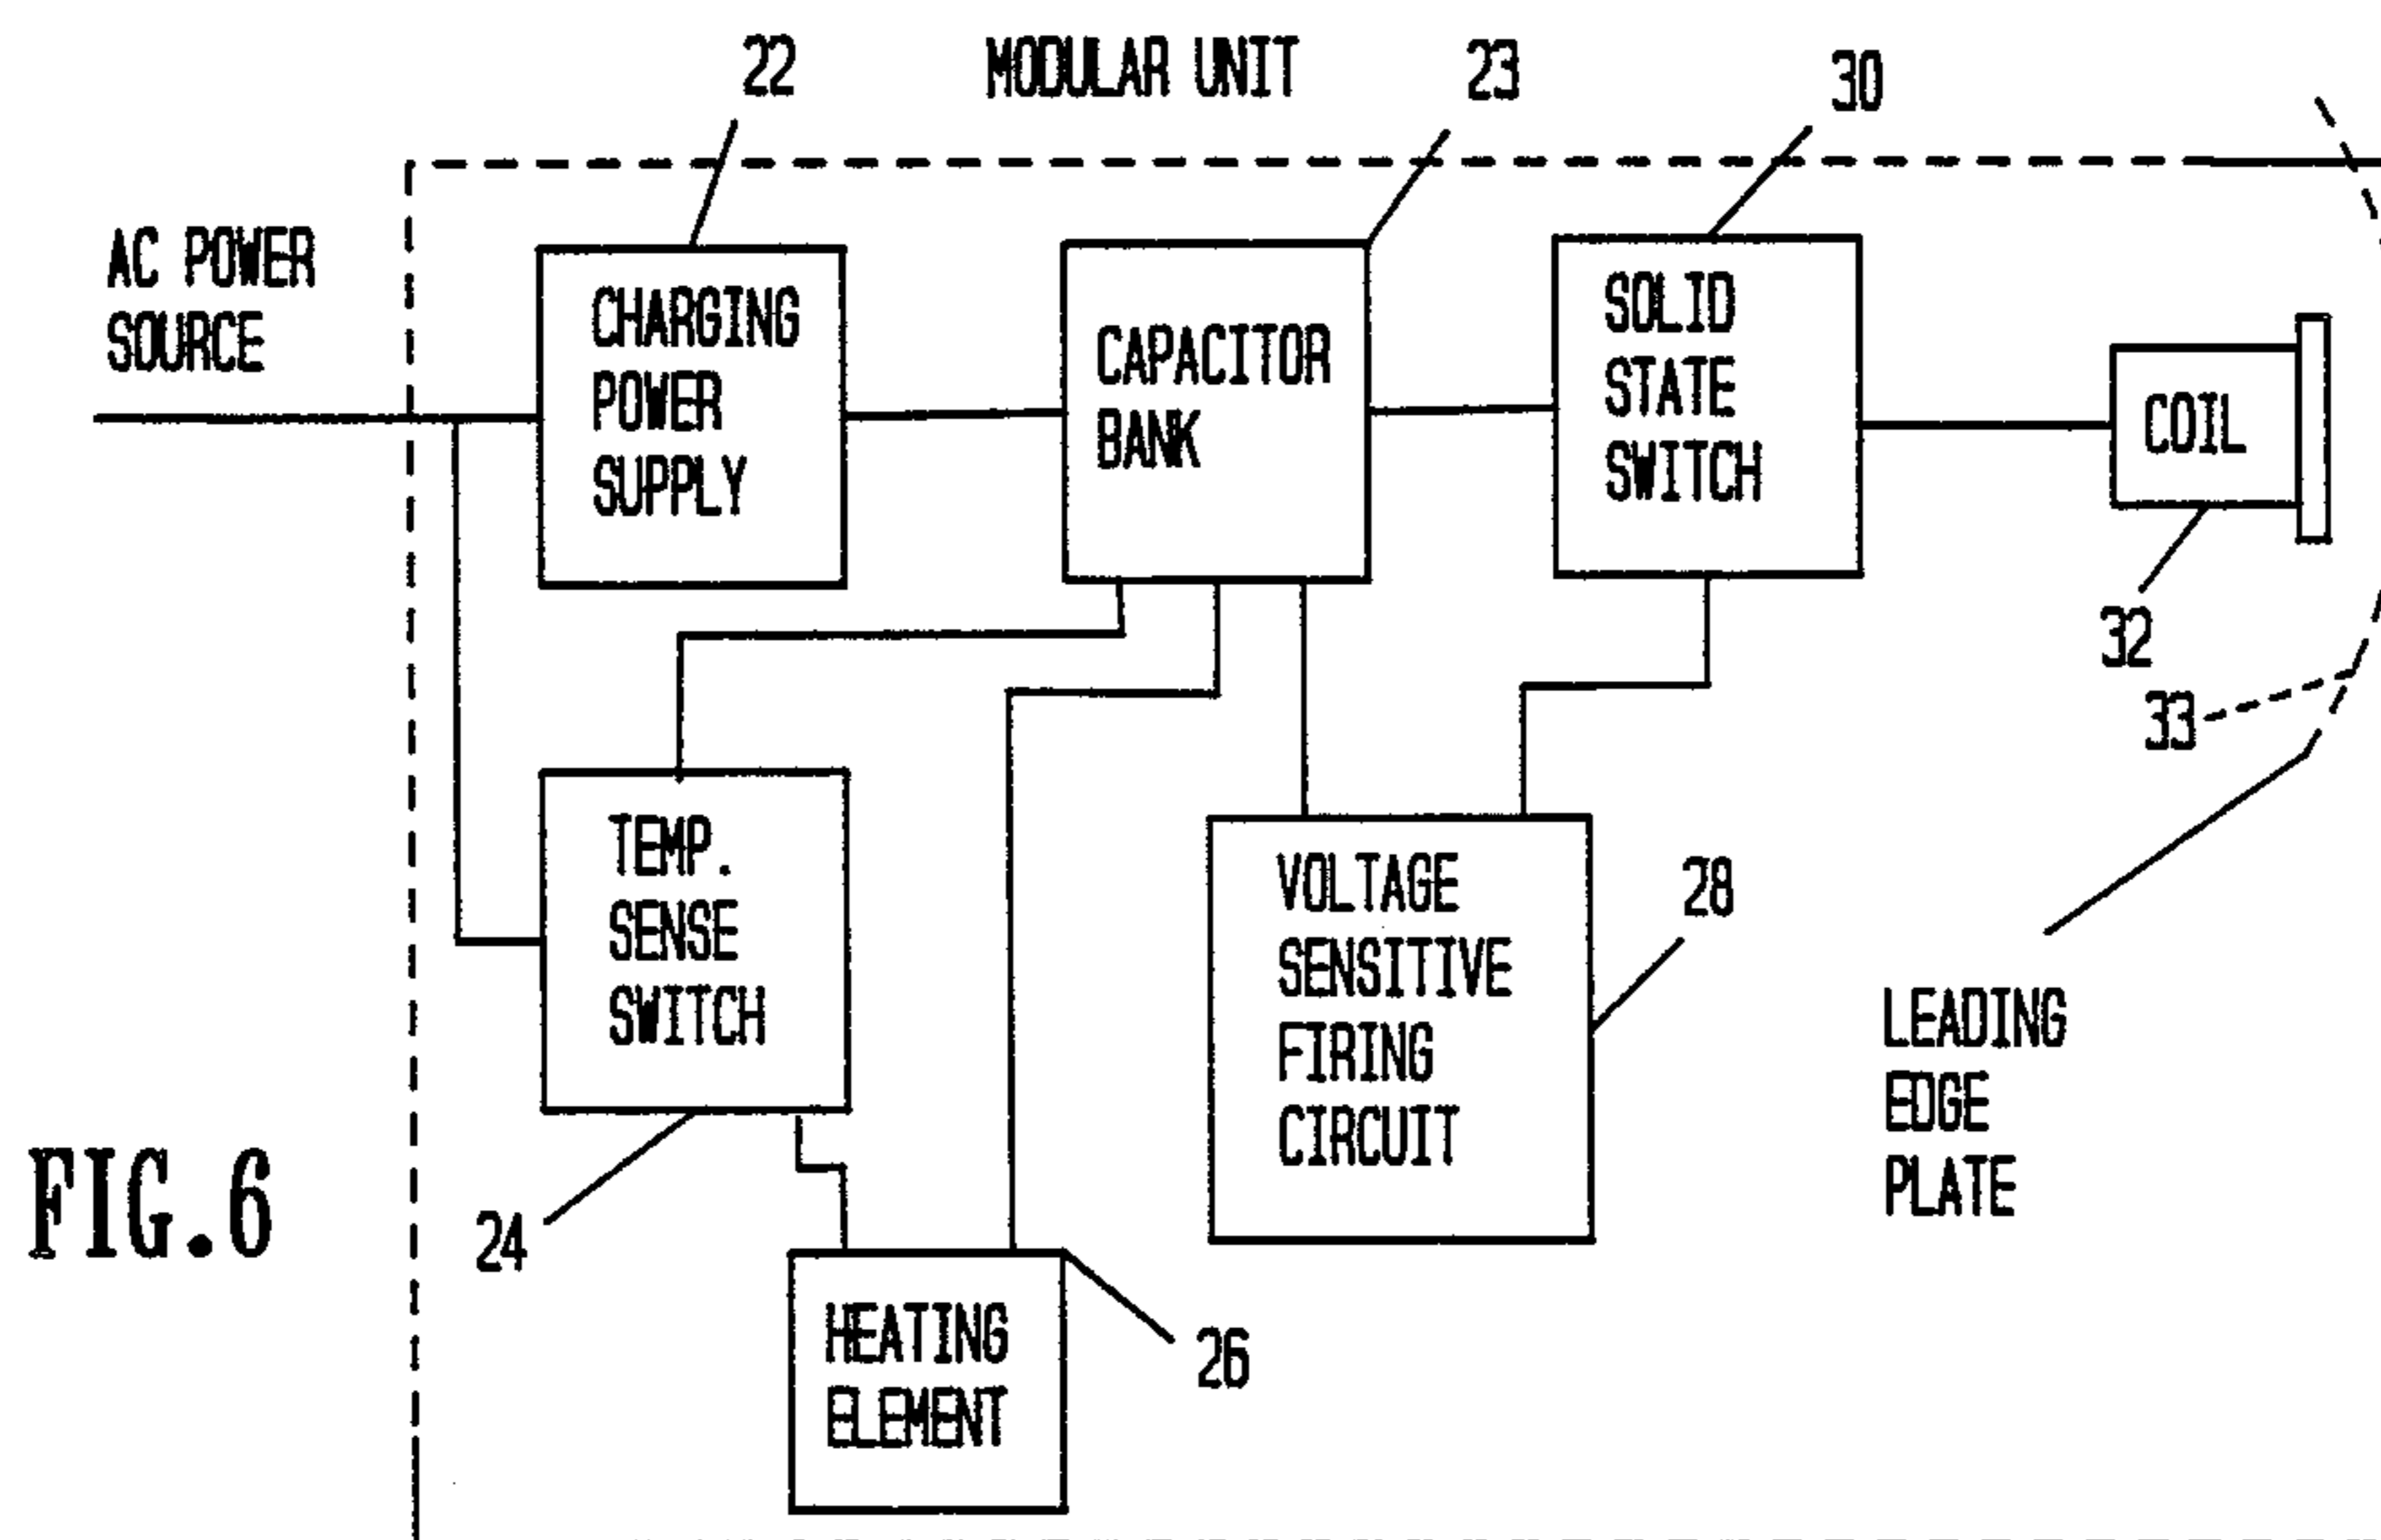 22
MODULAR UNIT
23
30
AC POWER
SOURCE
CHARGING
POWER
SUPPLY
CAPACITOR
BANK
SOLID
STATE
SWITCH
COIL
32
33
TEMP.
SENSE
SWITCH
VOLTAGE
SENSITIVE
FIRING
CIRCUIT
28
LEADING
EDGE
PLATE
FIG.6
24
HEATING
ELEMENT
26